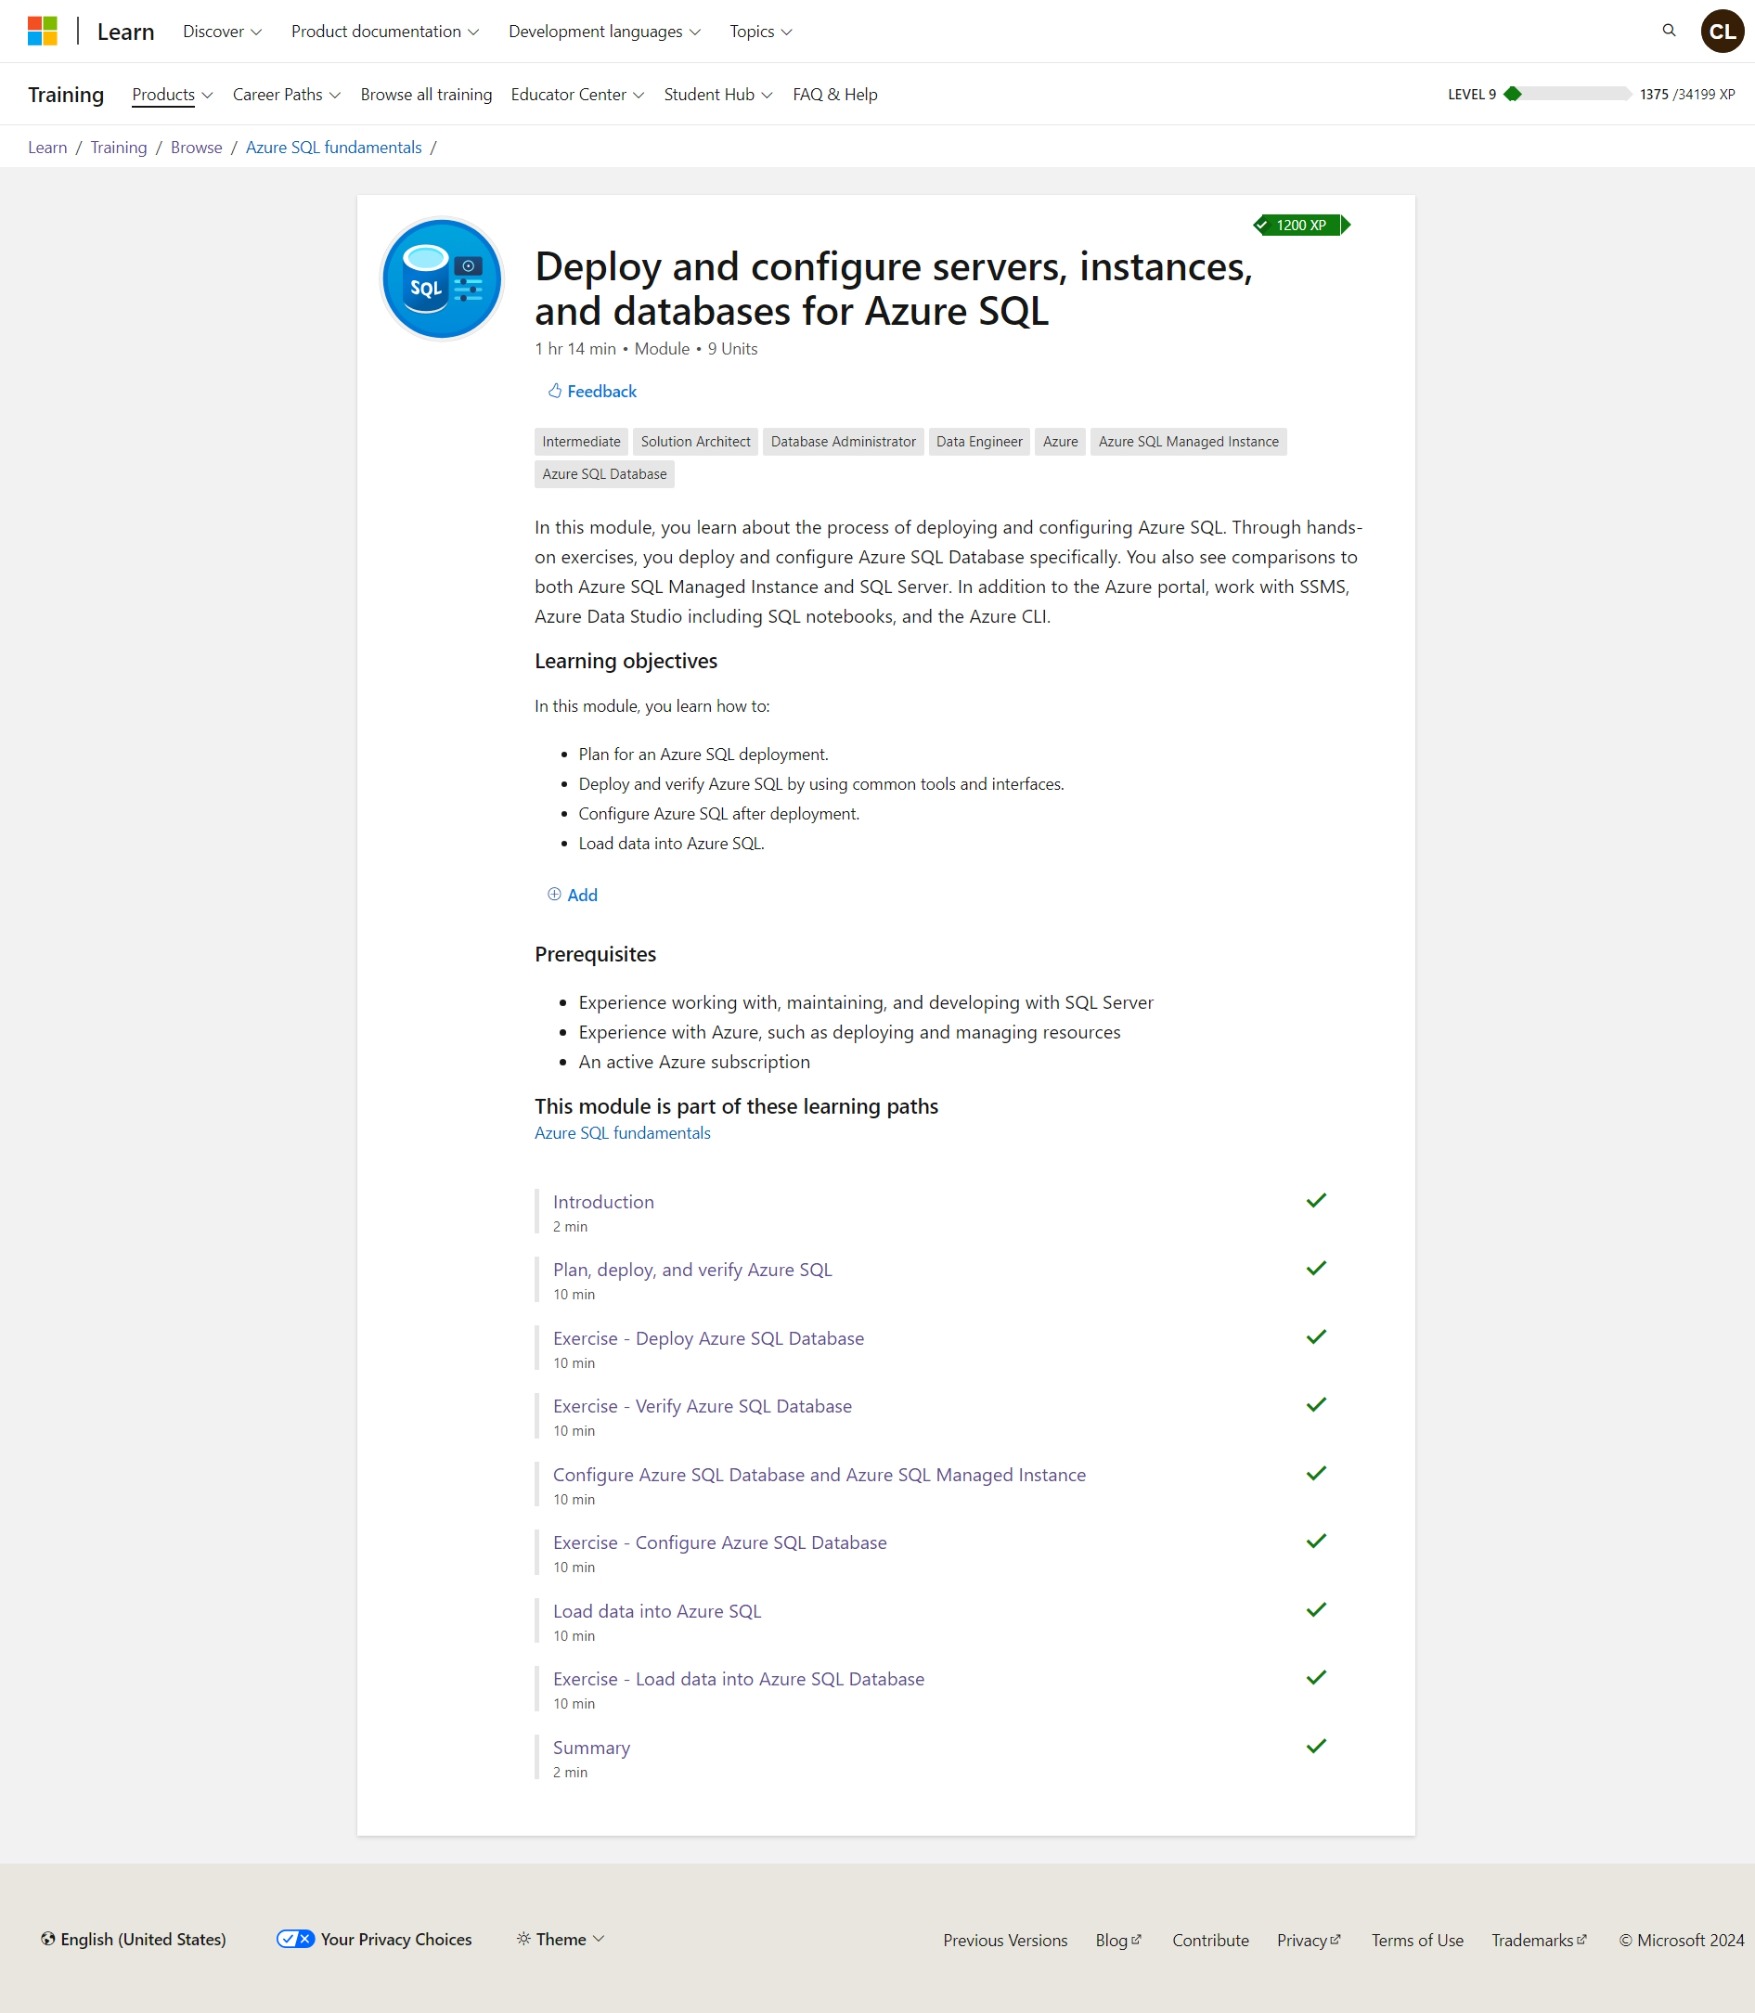 Learn Discover Product documentation Development languages Topics CL
Training Products Career Paths Browse all training Educator Center Student Hub FAQ & Help LEVEL 9 1375 /34199 XP
Learn / Training / Browse / Azure SQL fundamentals /
1200 XP
SQL
Deploy and configure servers, instances,
and databases for Azure SQL
1 hr 14 min • Module • 9 Units
Feedback
Intermediate Solution Architect Database Administrator Data Engineer Azure Azure SQL Managed Instance
Azure SQL Database
In this module, you learn about the process of deploying and configuring Azure SQL. Through hands-
on exercises, you deploy and configure Azure SQL Database specifically. You also see comparisons to
both Azure SQL Managed Instance and SQL Server. In addition to the Azure portal, work with SSMS,
Azure Data Studio including SQL notebooks, and the Azure CLI.
Learning objectives
In this module, you learn how to:
• Plan for an Azure SQL deployment.
• Deploy and verify Azure SQL by using common tools and interfaces.
• Configure Azure SQL after deployment.
• Load data into Azure SQL.
Add
Prerequisites
• Experience working with, maintaining, and developing with SQL Server
• Experience with Azure, such as deploying and managing resources
• An active Azure subscription
This module is part of these learning paths
Azure SQL fundamentals
Introduction
2 min
Plan, deploy, and verify Azure SQL
10 min
Exercise - Deploy Azure SQL Database
10 min
Exercise - Verify Azure SQL Database
10 min
Configure Azure SQL Database and Azure SQL Managed Instance
10 min
Exercise - Configure Azure SQL Database
10 min
Load data into Azure SQL
10 min
Exercise - Load data into Azure SQL Database
10 min
Summary
2 min
English (United States) Your Privacy Choices Theme Previous Versions Blog Contribute Privacy Terms of Use Trademarks © Microsoft 2024